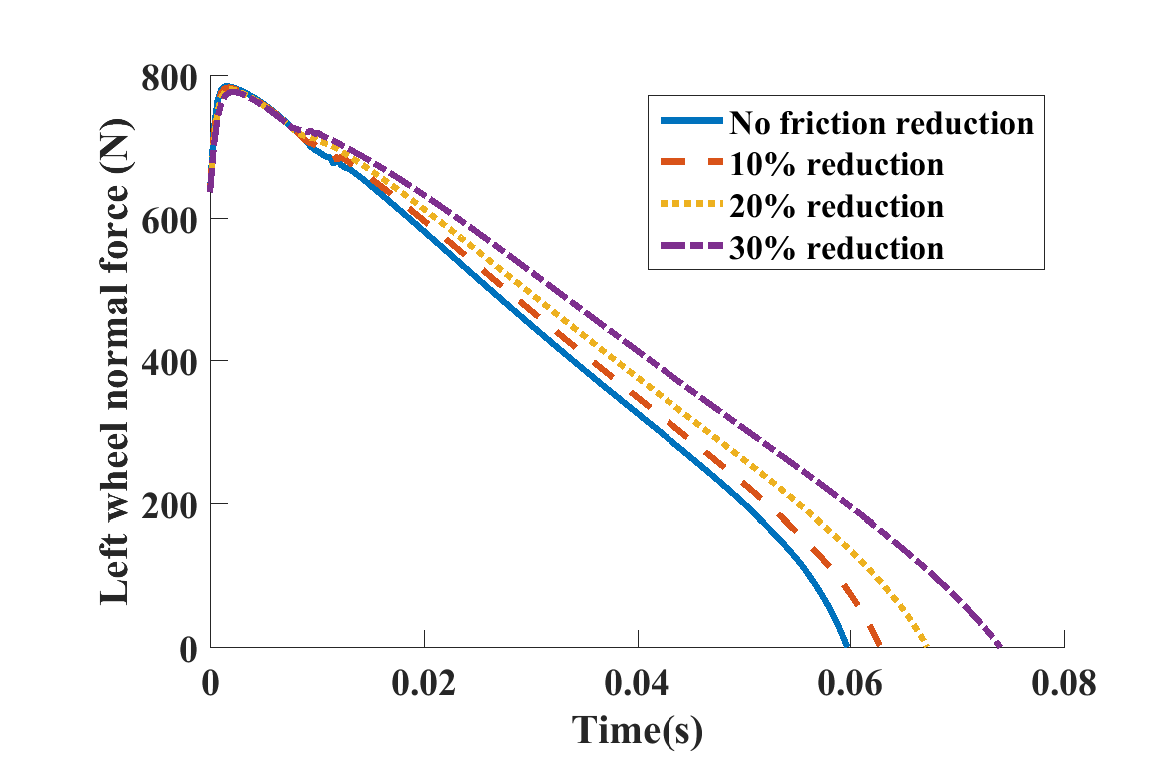 800
600
400
200
0
Left wheel normal force (N)
No friction reduction
10% reduction
20% reduction
30% reduction
0 0.02 0.04 0.06 0.08
Time(s)